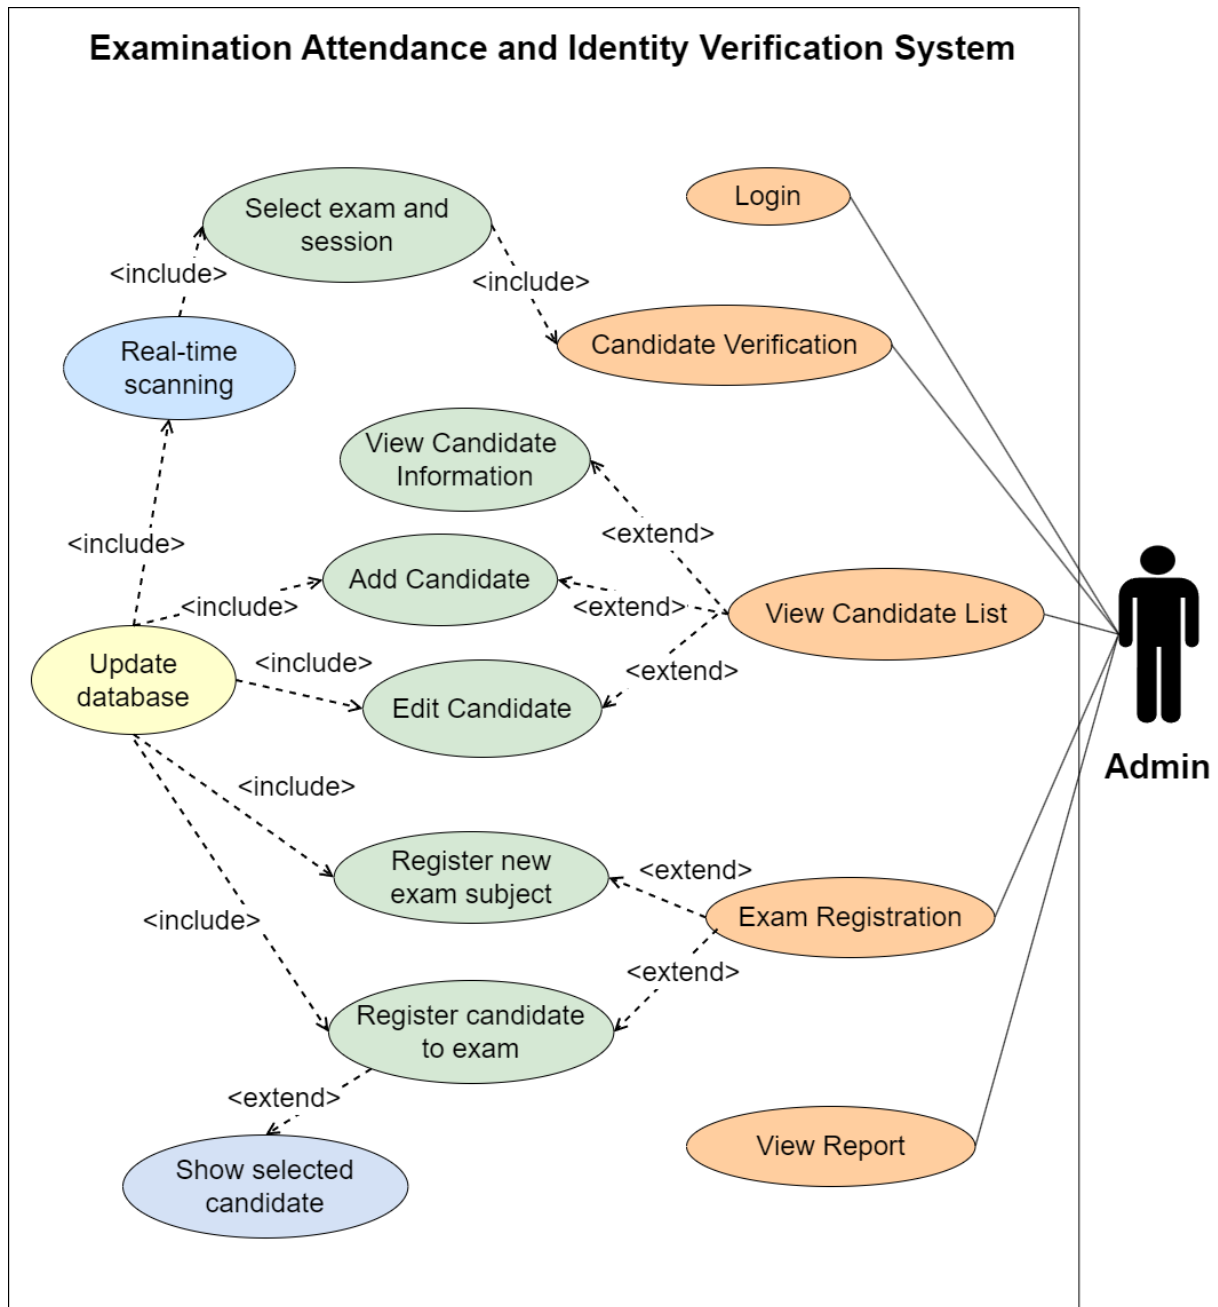 Examination Attendance and Identity Verification System
Select exam and
session
Login
<include>
<include>
Real-time
scanning
Candidate Verification
View Candidate
Information
<extend>
<include>
Add Candidate
<include>
<extend>
View Candidate List
Update
database
<include>
<extend>
Edit Candidate
Admin
<include>
Register new
exam subject
<extend>
<include>
Exam Registration
<extend>
Register candidate
to exam
<extend>
View Report
Show selected
candidate